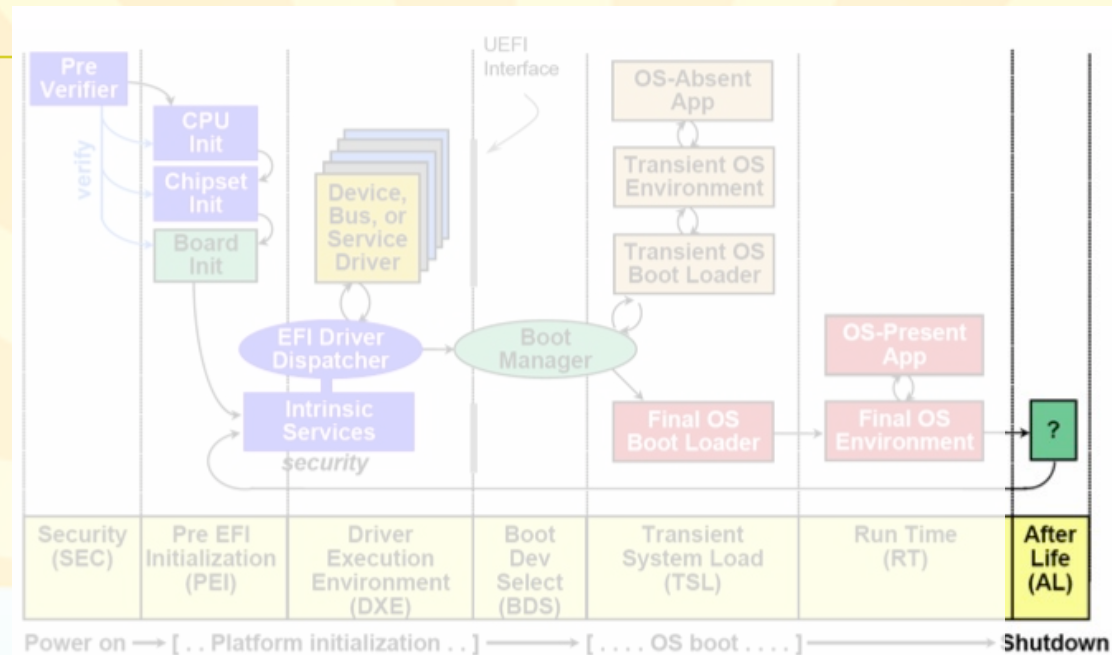 UEFI
Interface
Pre
Verifier
verify
CPU
Init
Chipset
Init
Board
Init
Device,
Bus, or
Service
Driver
EFI Driver
Dispatcher
Intrinsic
Services
security
Boot
Manager
OS-Absent
App
Transient OS
Environment
Transient OS
Boot Loader
Final OS
Boot Loader
OS-Present
App
Final OS
Environment
?
Security
(SEC)
Pre EFI
Initialization
(PEI)
Driver
Execution
Environment
(DXE)
Boot
Dev
Select
(BDS)
Transient
System Load
(TSL)
Run Time
(RT)
After
Life
(AL)
Power on [ . . Platform initialization . . ] [ . . . . OS boot . . . . ] Shutdown